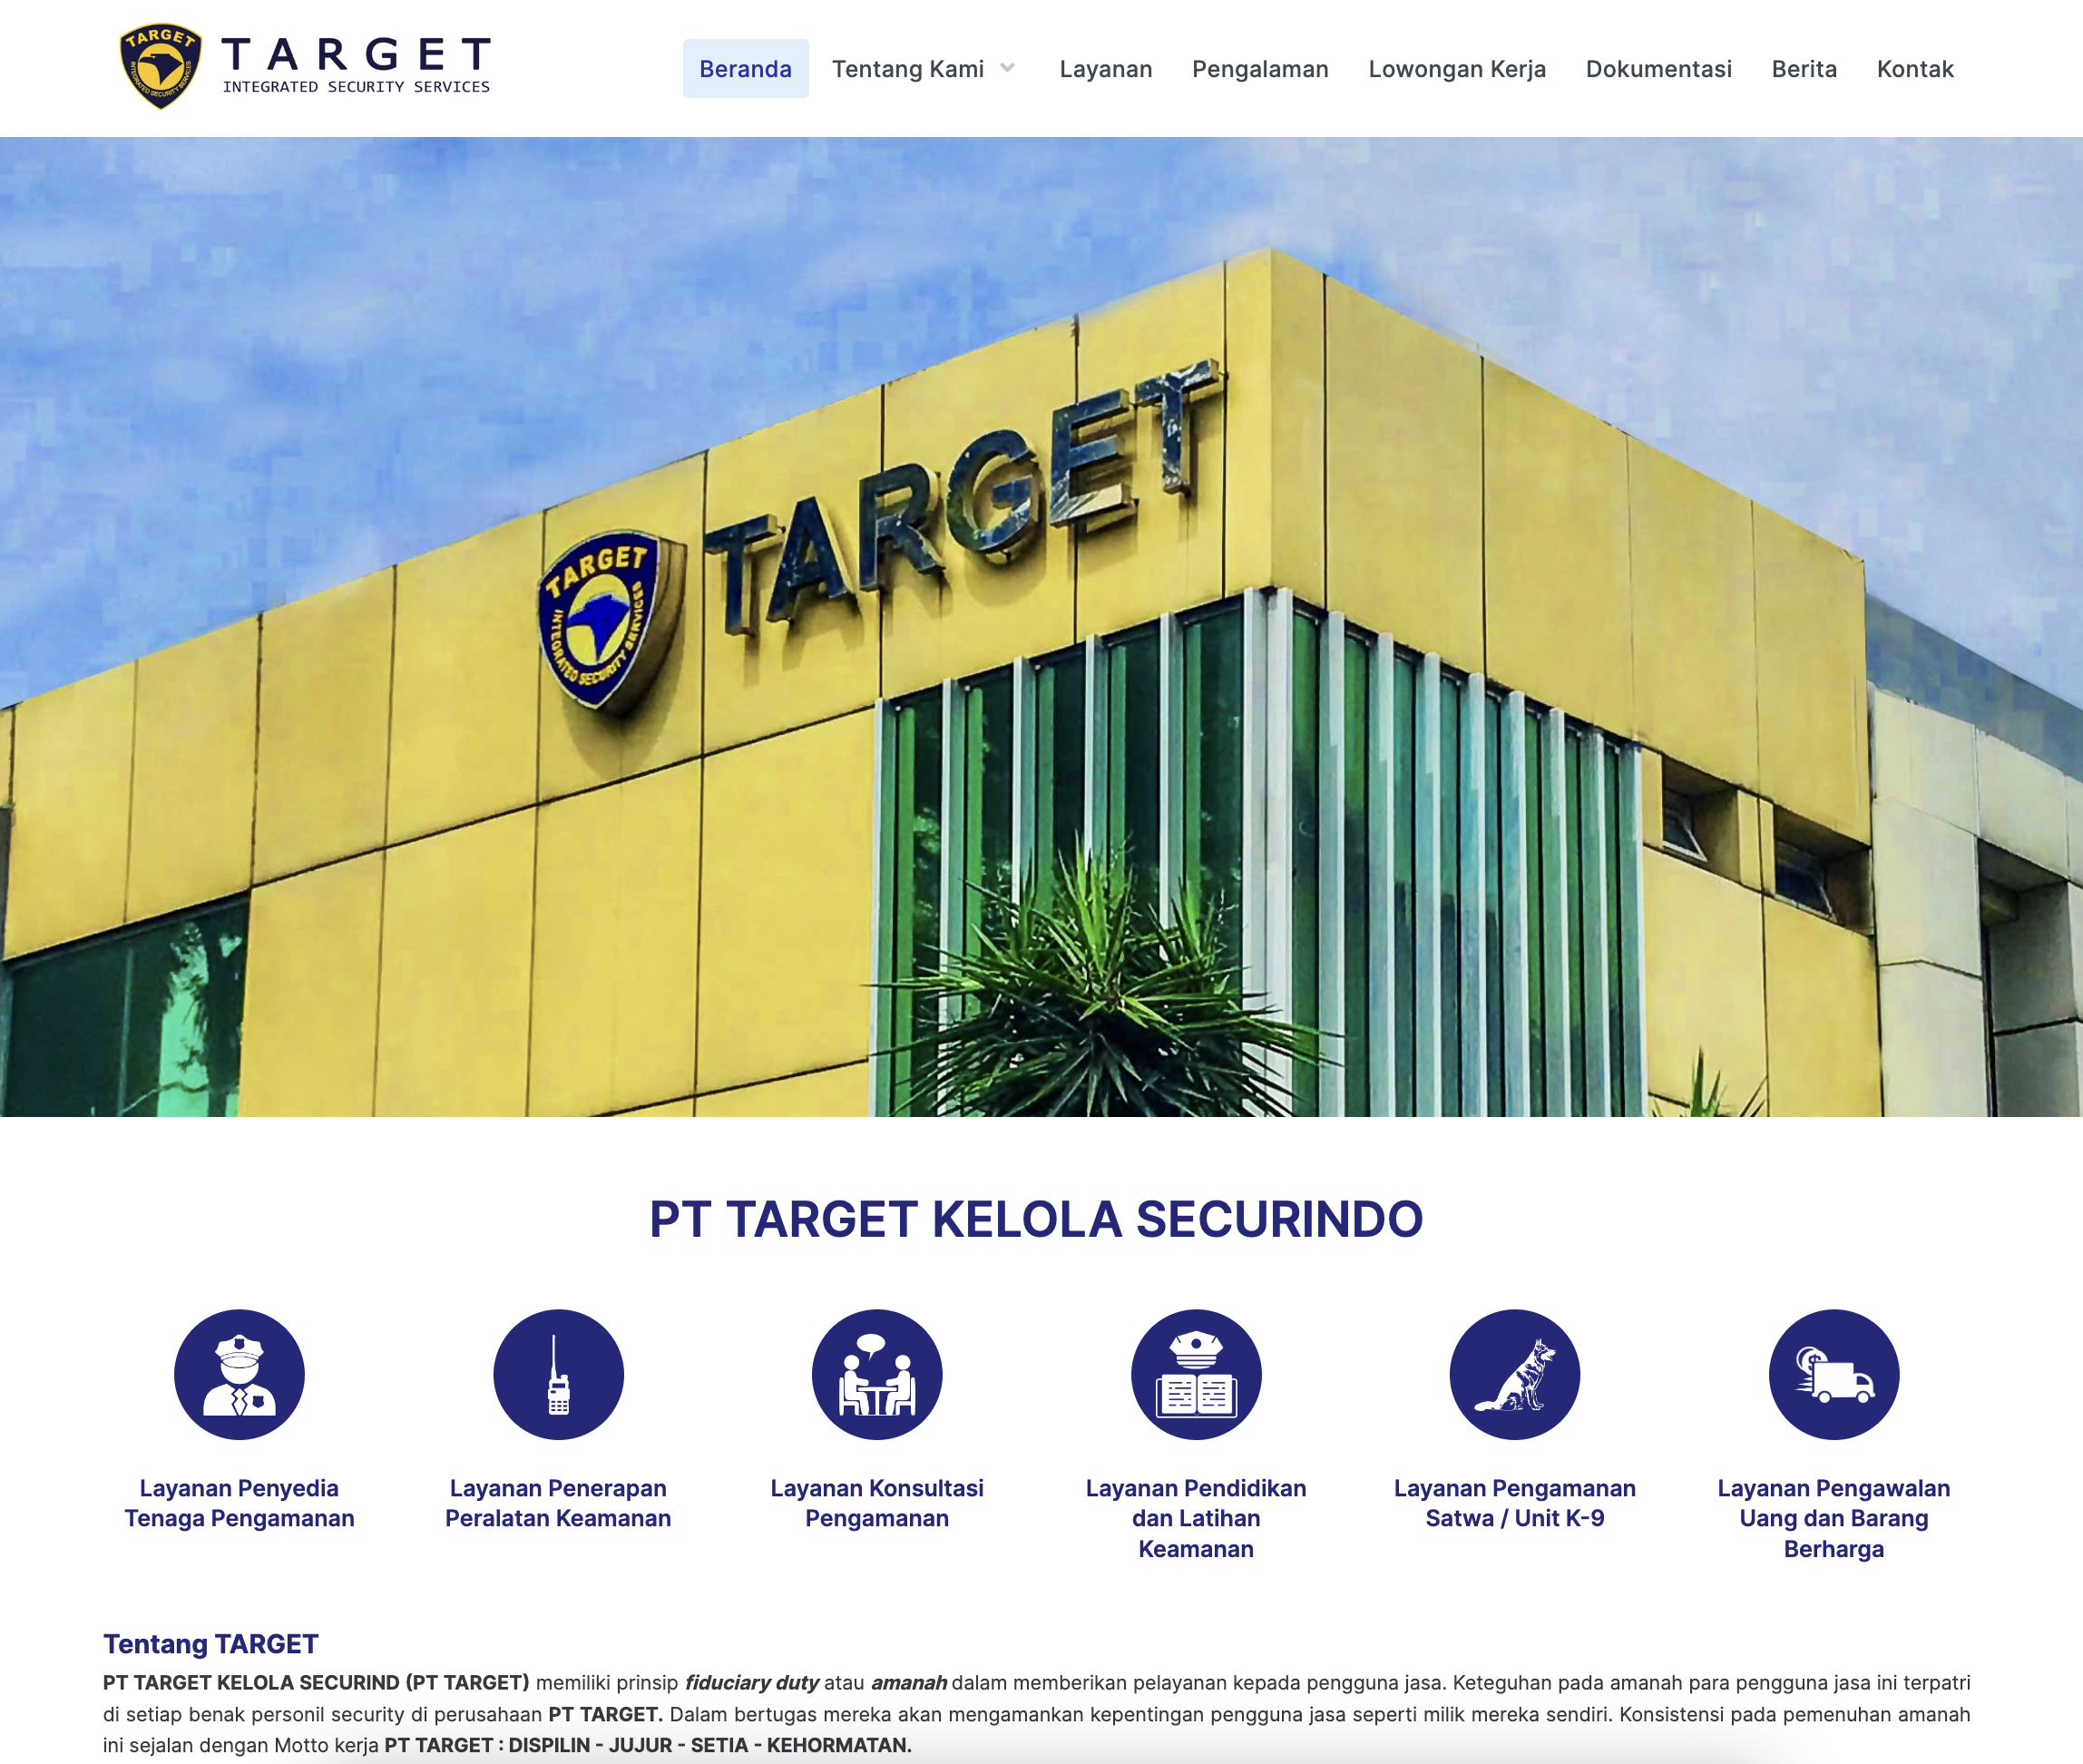 TARGET
INTEGRATED SECURITY SERVICES
TARGET
INTEGRATED SECURITY SERVICES
Beranda
Tentang Kami
Layanan
Pengalaman
Lowongan Kerja
Dokumentasi
Berita
Kontak
TARGET
INTEGRATED SECURITY SERVICES
TARGET
PT TARGET KELOLA SECURINDO
Layanan Penyedia
Tenaga Pengamanan
Layanan Penerapan
Peralatan Keamanan
Layanan Konsultasi
Pengamanan
Layanan Pendidikan
dan Latihan
Keamanan
Layanan Pengamanan
Satwa / Unit K-9
Layanan Pengawalan
Uang dan Barang
Berharga
Tentang TARGET
PT TARGET KELOLA SECURIND (PT TARGET) memiliki prinsip fiduciary duty atau amanah dalam memberikan pelayanan kepada pengguna jasa. Keteguhan pada amanah para pengguna jasa ini terpatri
di setiap benak personil security di perusahaan PT TARGET. Dalam bertugas mereka akan mengamankan kepentingan pengguna jasa seperti milik mereka sendiri. Konsistensi pada pemenuhan amanah
ini sejalan dengan Motto kerja PT TARGET : DISPILIN - JUJUR - SETIA - KEHORMATAN.